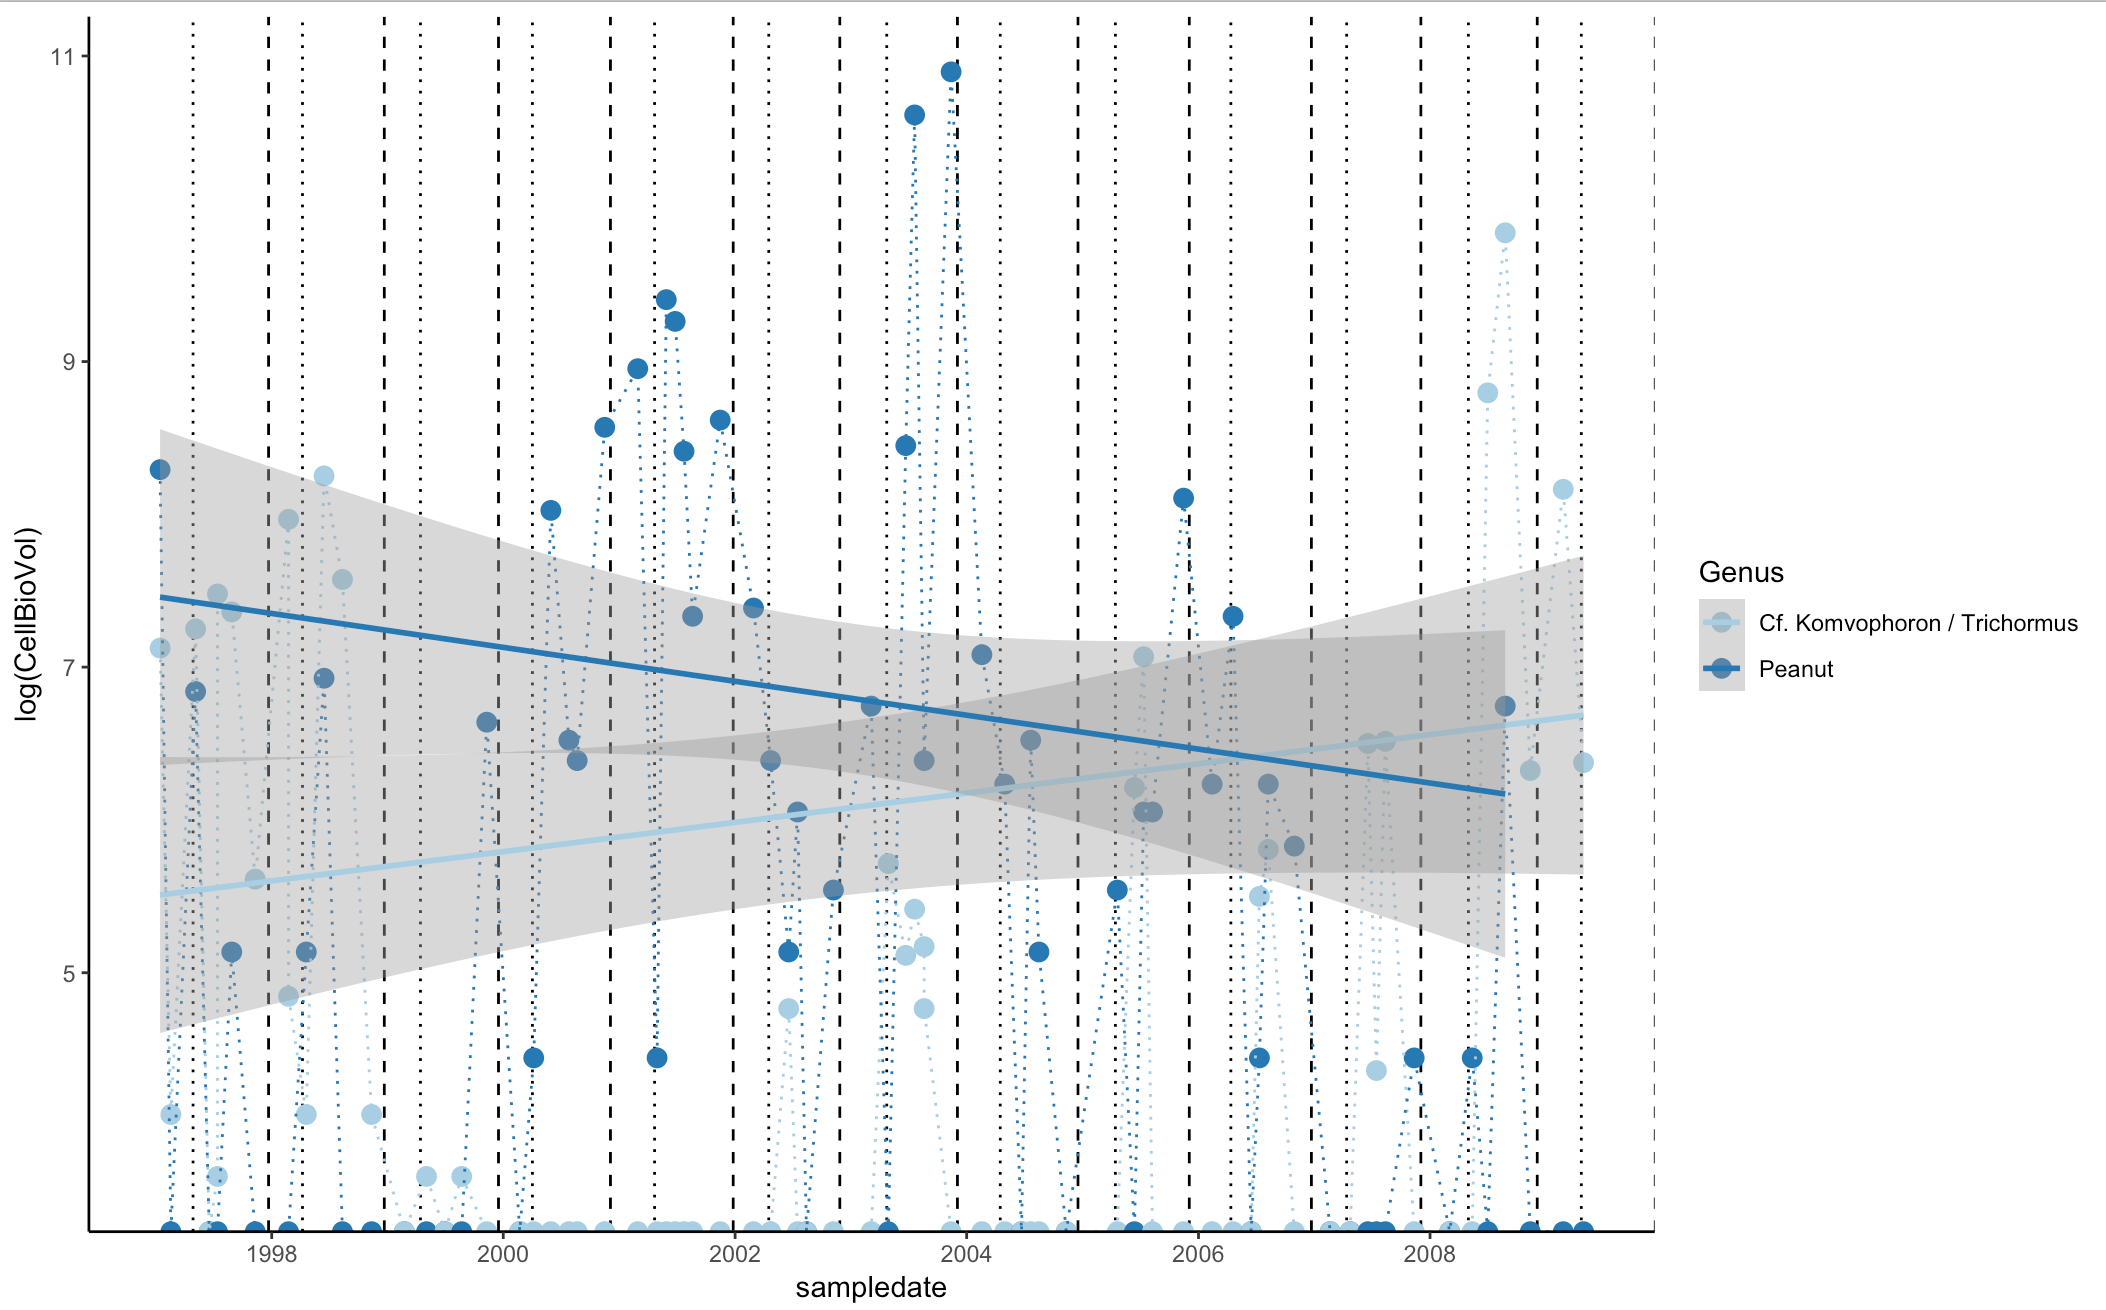 11
9
7
5
log(CellBioVol)
1998
2000
2002
2004
2006
2008
sampledate
Genus
Cf. Komvophoron / Trichormus
Peanut